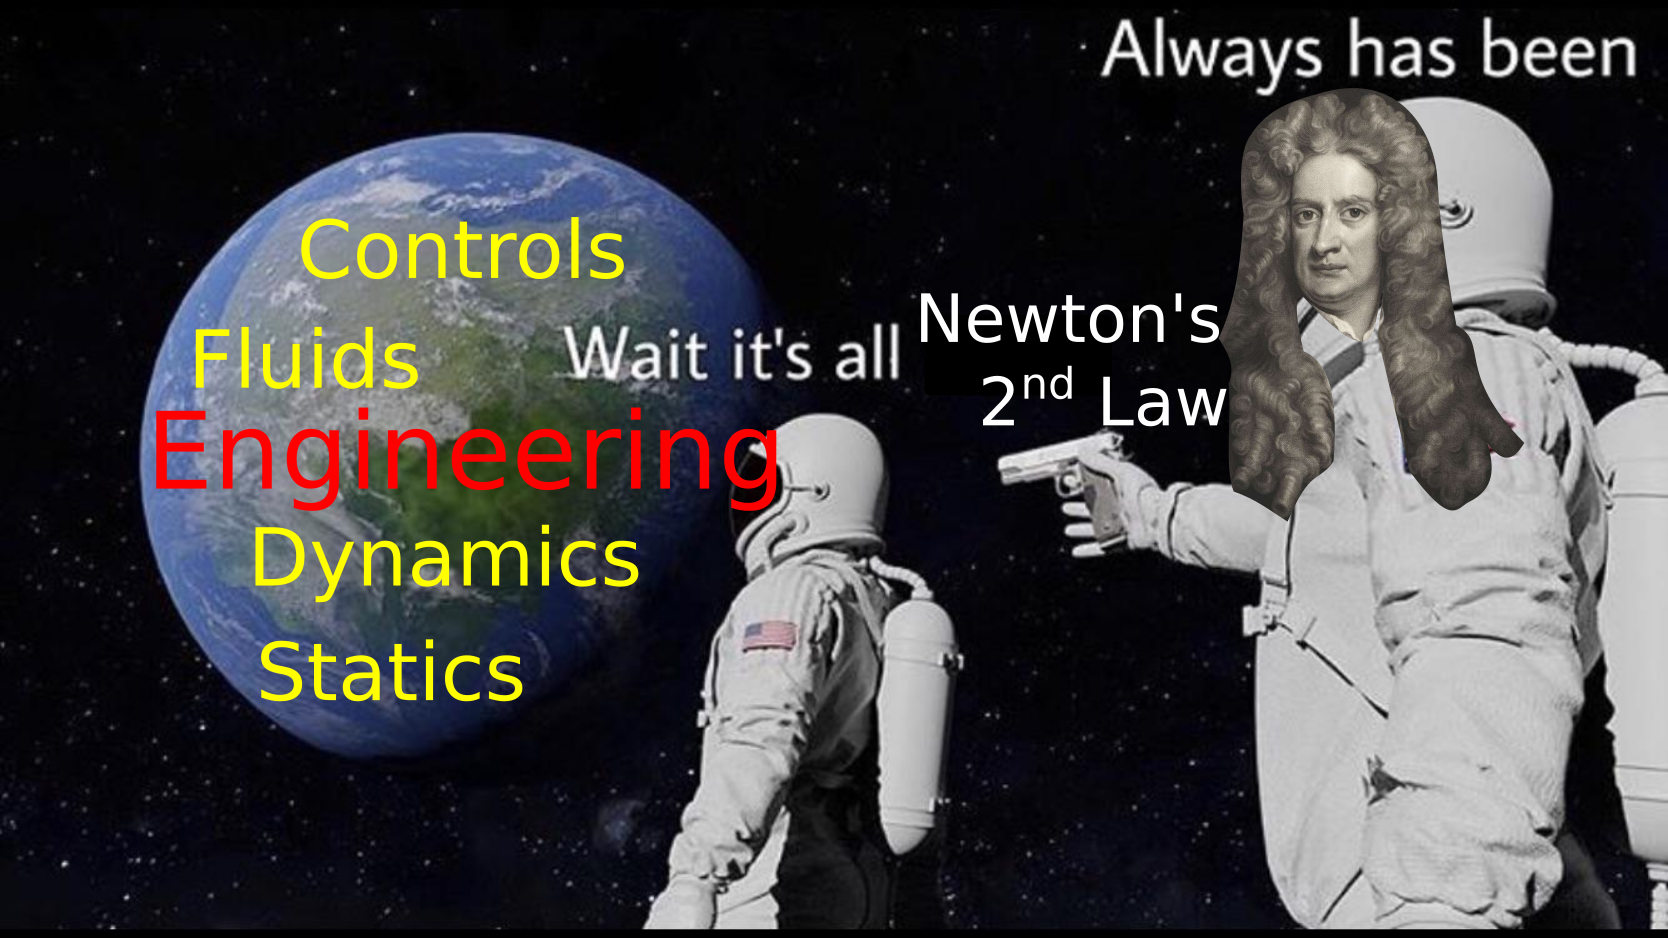 Always has been
Controls
Fluids
Wait it's all
Newton's
2nd Law
Engineering
Dynamics
Statics